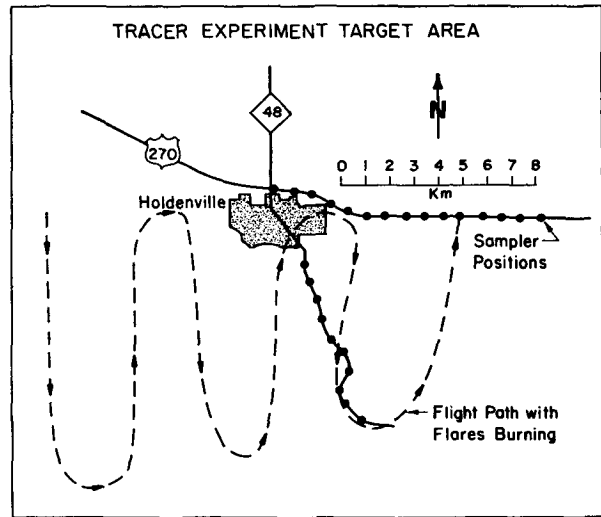 TRACER EXPERIMENT TARGET AREA
48
N
270
0 1 2 3 4 5 6 7 8
Km
Holdenville
Sampler
Positions
Flight Path with
Flares Burning